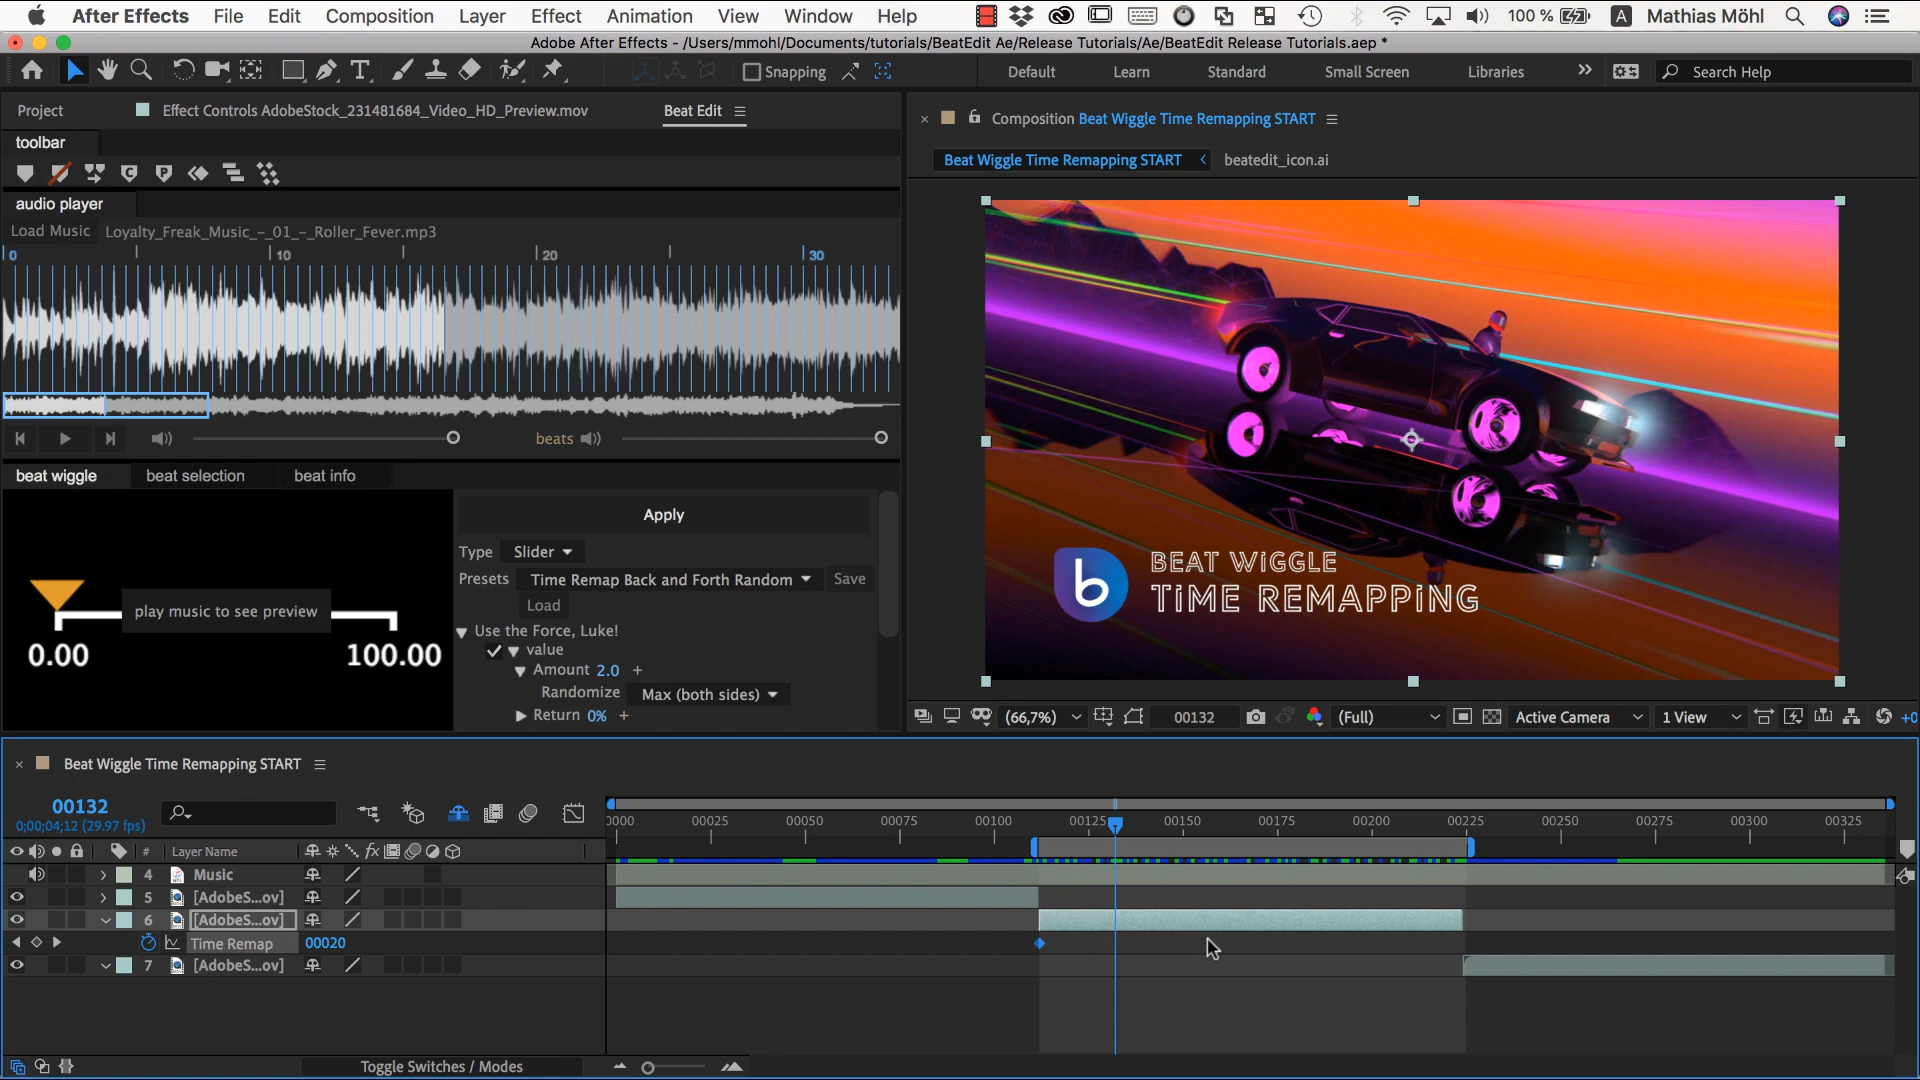 After Effects File Edit Composition Layer Effect Animation View Window Help 100 % A Mathias Möhl
Adobe After Effects - /Users/mmohl/Documents/tutorials/BeatEdit Ae/Release Tutorials/Ae/BeatEdit Release Tutorials.aep *
Snapping Default Learn Standard Small Screen Libraries Search Help
Project Effect Controls AdobeStock_231481684_Video_HD_Preview.mov Beat Edit
Composition Beat Wiggle Time Remapping START
toolbar
Beat Wiggle Time Remapping START beatedit_icon.ai
C P
audio player
Load Music Loyalty_Freak_Music_-_01_-_Roller_Fever.mp3
0 10 20 30
beats
beat wiggle beat selection beat info
Apply
Type Slider
Presets Time Remap Back and Forth Random Save
Load
play music to see preview
0.00 100.00
Use the Force, Luke!
value
Amount 2.0 +
Randomize Max (both sides)
Return 0% +
b BEAT WiGGLE
TiME REMAPPiNG
(66,7%) 00132 (Full) Active Camera 1 View +0
Beat Wiggle Time Remapping START
00132
0;00;04;12 (29.97 fps)
0000 00025 00050 00075 00100 00125 00150 00175 00200 00225 00250 00275 00300 00325
# Layer Name fx
4 Music
5 [AdobeS...ov]
6 [AdobeS...ov]
Time Remap 00020
7 [AdobeS...ov]
Toggle Switches / Modes